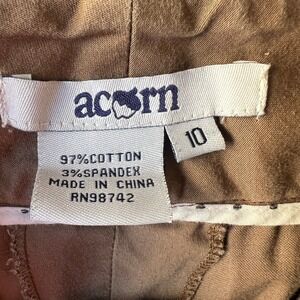 acorn
10
97%COTTON
3%SPANDEX
MADE IN CHINA
RN98742